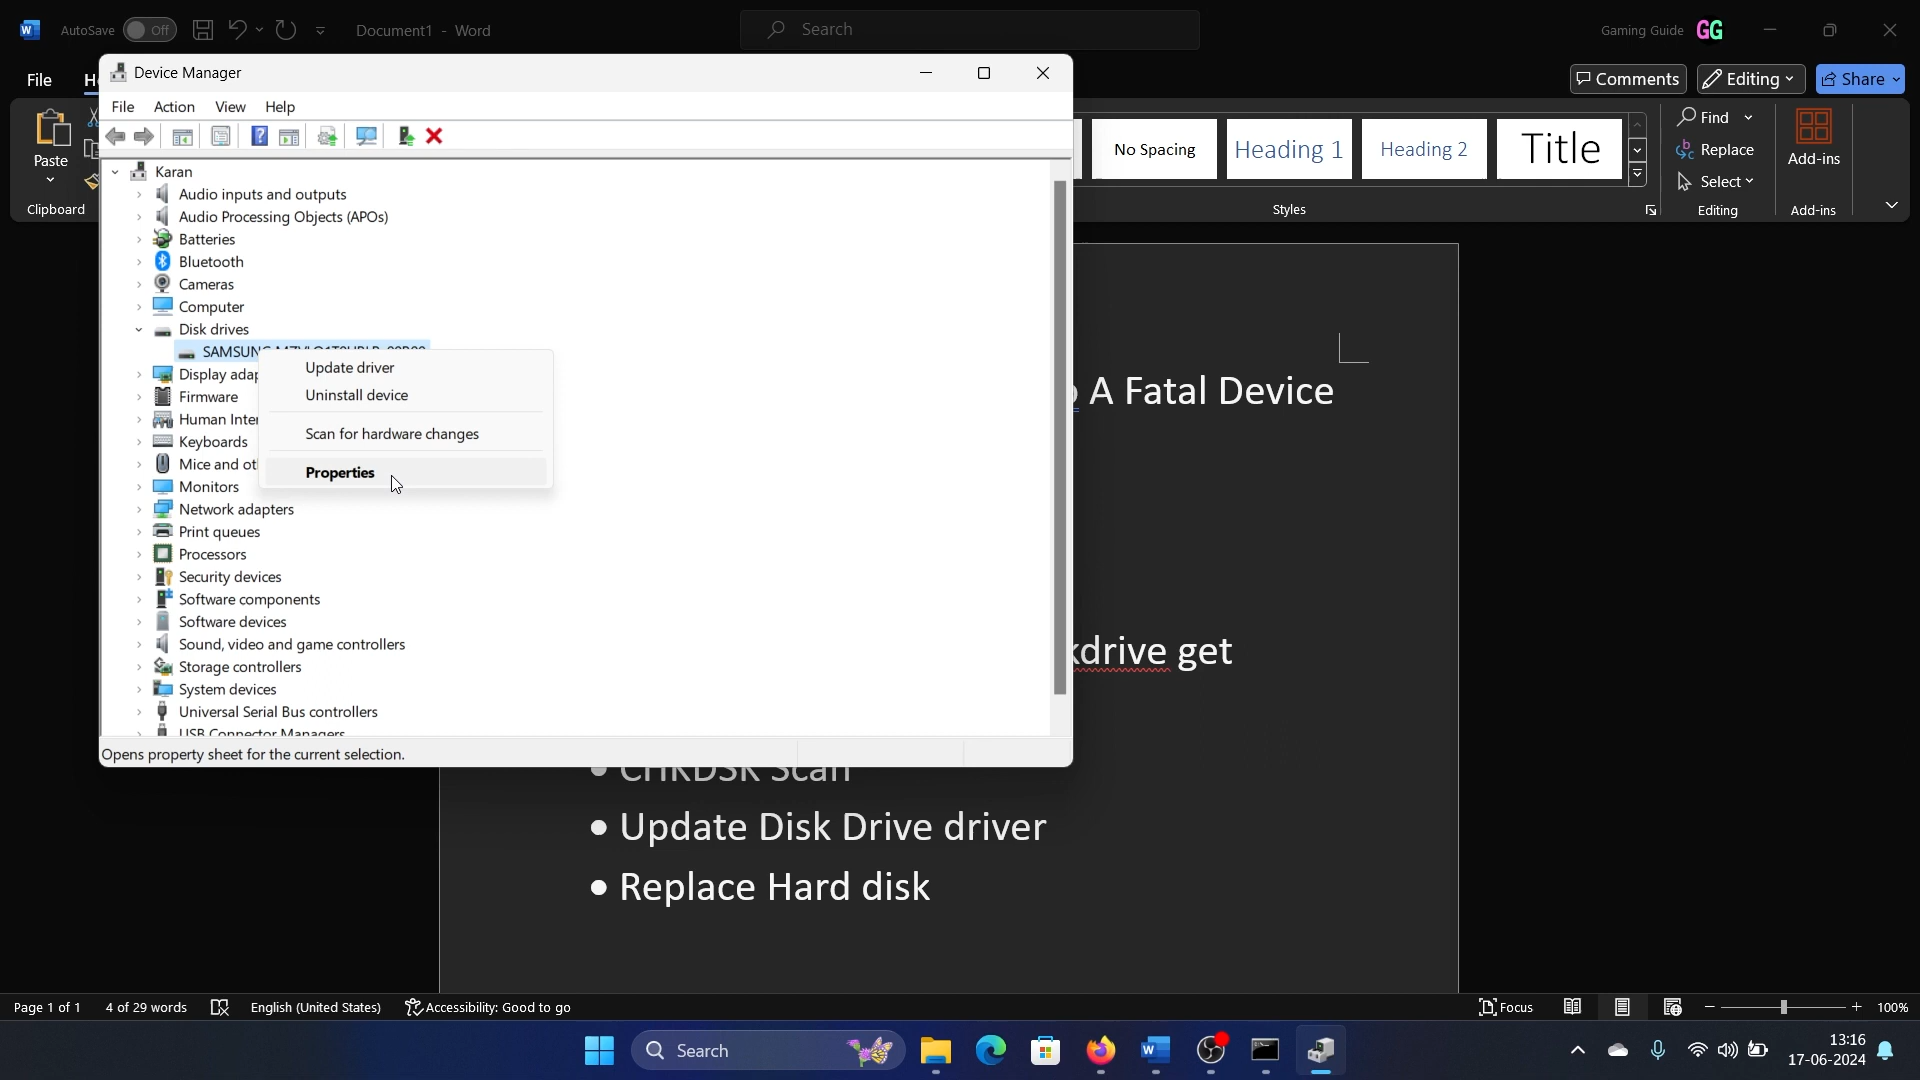 AutoSave Off Document1 - Word Search Gaming Guide GG
File
Comments Editing Share
Paste
Clipboard
No Spacing Heading 1 Heading 2 Title
Styles
Find
Replace
Select
Editing
Add-ins
Add-ins
Device Manager
File Action View Help
Karan
Audio inputs and outputs
Audio Processing Objects (APOs)
Batteries
Bluetooth
Cameras
Computer
Disk drives
SAMSUNG
Display
Firmware
Human
Keyboards
Mice and
Monitors
Network adapters
Print queues
Processors
Security devices
Software components
Software devices
Sound, video and game controllers
Storage controllers
System devices
Universal Serial Bus controllers
USB Connector Managers
Update driver
Uninstall device
Scan for hardware changes
Properties
Opens property sheet for the current selection.
A Fatal Device
kdrive get
• CHKDSK Scan
• Update Disk Drive driver
• Replace Hard disk
Page 1 of 1 4 of 29 words English (United States) Accessibility: Good to go Focus 100%
Search
13:16
17-06-2024